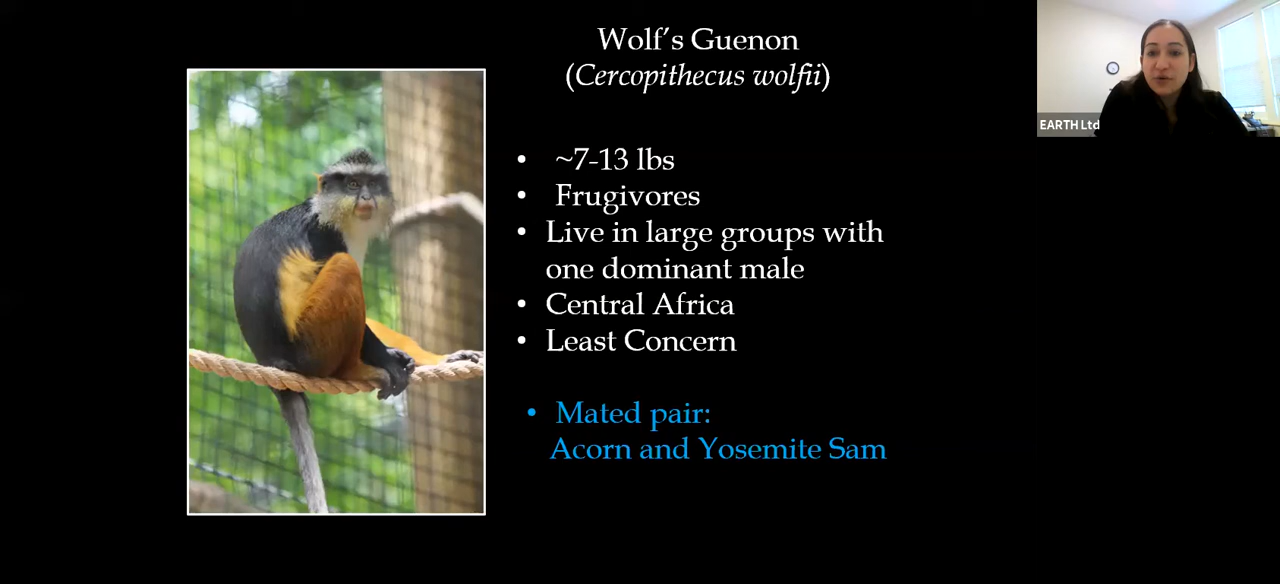 Wolf's Guenon
(Cercopithecus wolfii)
• ~7-13 lbs
• Frugivores
• Live in large groups with
one dominant male
• Central Africa
• Least Concern
• Mated pair:
Acorn and Yosemite Sam
EARTH Ltd